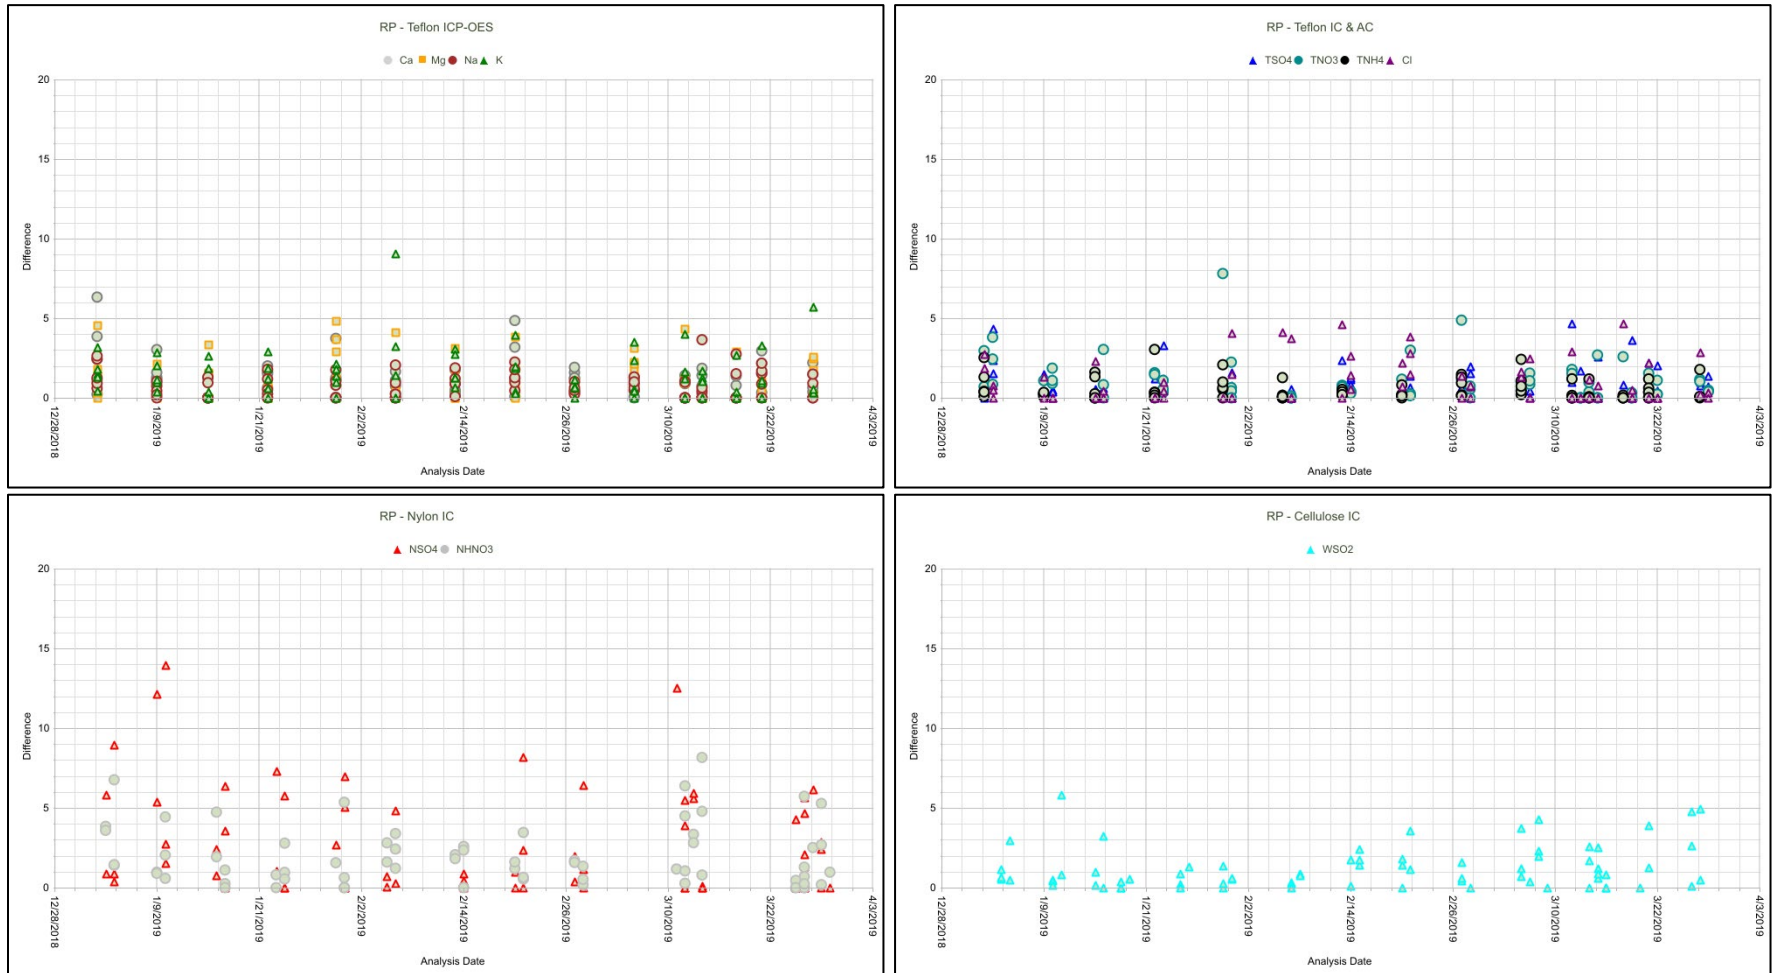 RP - Teflon ICP-OES
Ca Mg Na K
20
15
10
5
0
Difference
12/28/2018 1/9/2019 1/21/2019 2/2/2019 2/14/2019 2/26/2019 3/10/2019 3/22/2019 4/3/2019
Analysis Date
RP - Teflon IC & AC
TSO4 TNO3 TNH4 Cl
20
15
10
5
0
Difference
12/28/2018 1/9/2019 1/21/2019 2/2/2019 2/14/2019 2/26/2019 3/10/2019 3/22/2019 4/3/2019
Analysis Date
RP - Nylon IC
NSO4 NHNO3
20
15
10
5
0
Difference
12/28/2018 1/9/2019 1/21/2019 2/2/2019 2/14/2019 2/26/2019 3/10/2019 3/22/2019 4/3/2019
Analysis Date
RP - Cellulose IC
WSO2
20
15
10
5
0
Difference
12/28/2018 1/9/2019 1/21/2019 2/2/2019 2/14/2019 2/26/2019 3/10/2019 3/22/2019 4/3/2019
Analysis Date